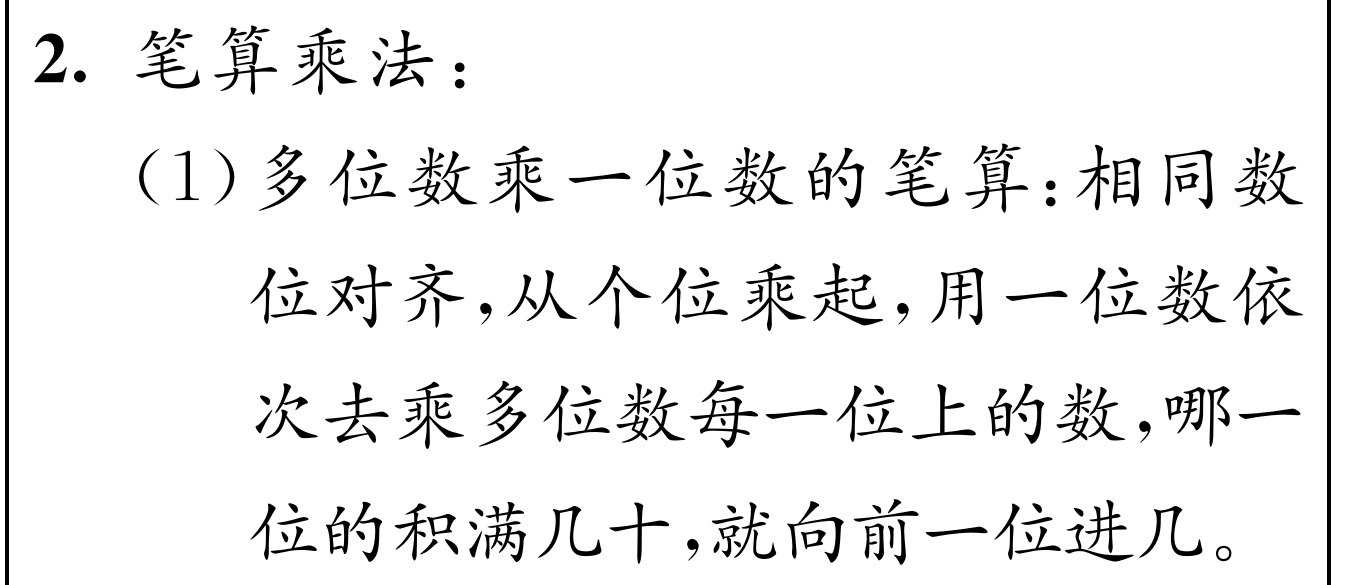 2. 笔算乘法：
（1）多位数乘一位数的笔算：相同数
位对齐，从个位乘起，用一位数依
次去乘多位数每一位上的数，哪一
位的积满几十，就向前一位进几。